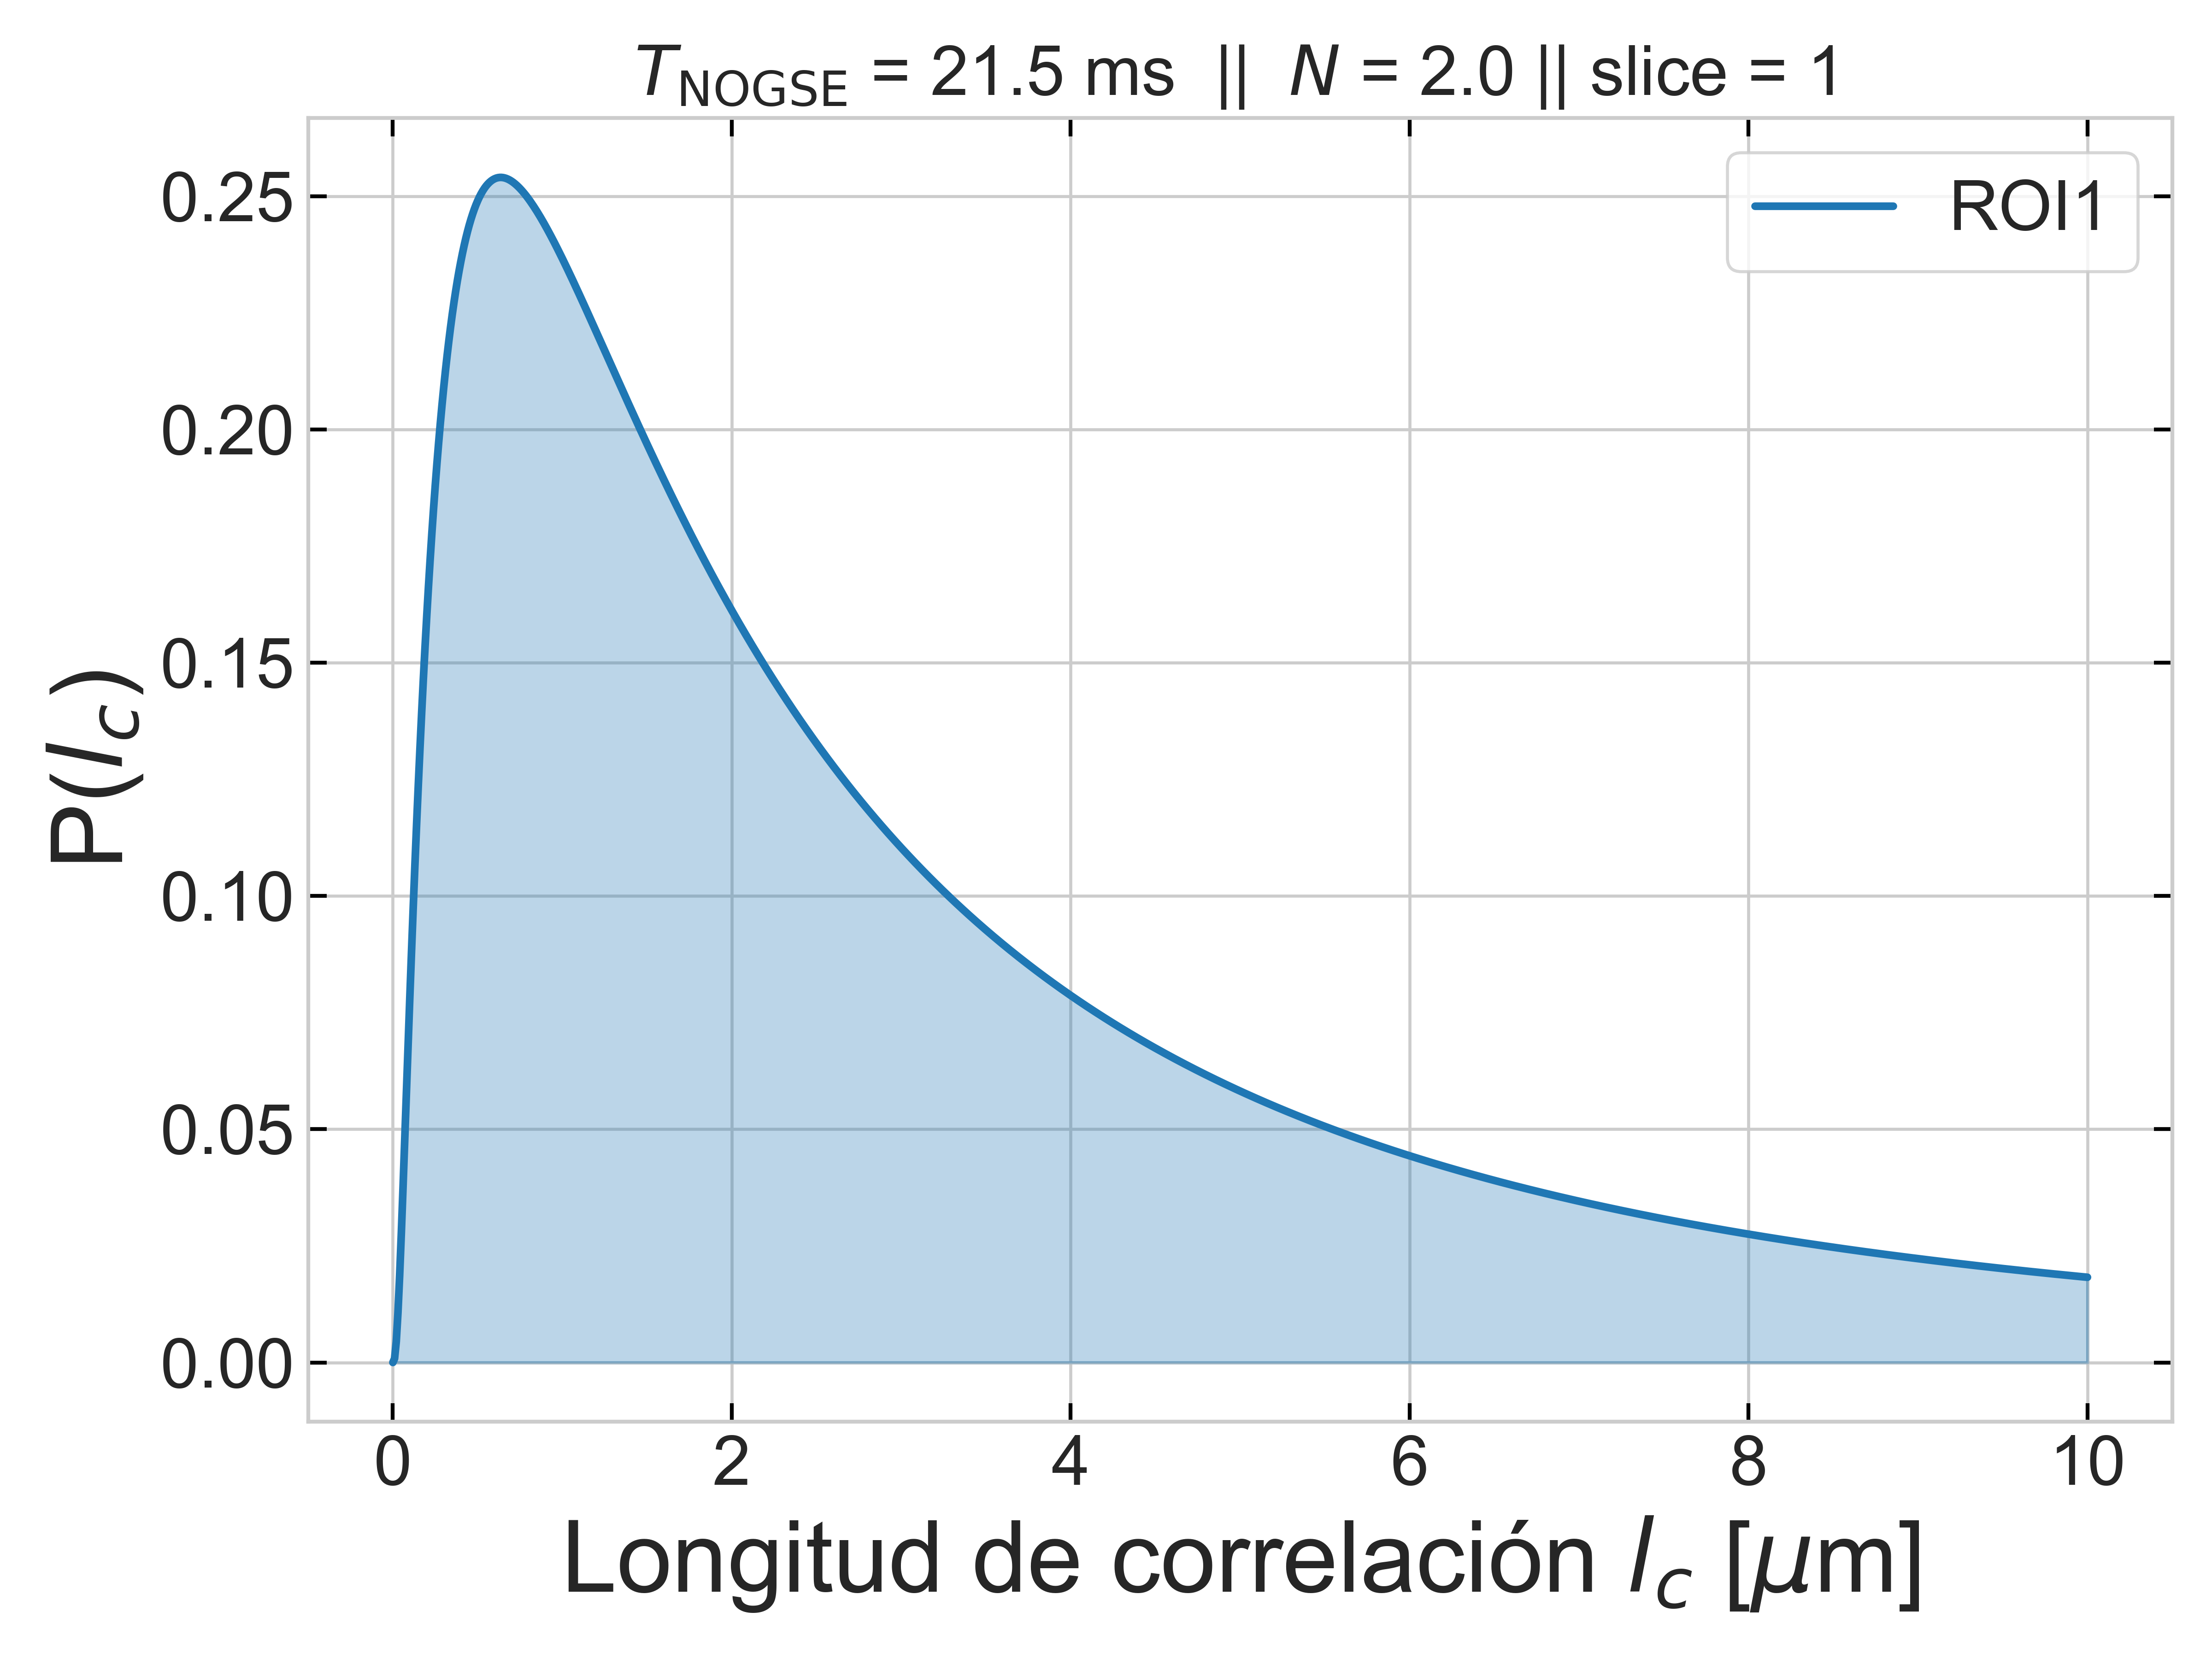 T_NOGSE = 21.5 ms || N = 2.0 || slice = 1
ROI1
P(l_c)
0.25
0.20
0.15
0.10
0.05
0.00
0 2 4 6 8 10
Longitud de correlación l_c [μm]